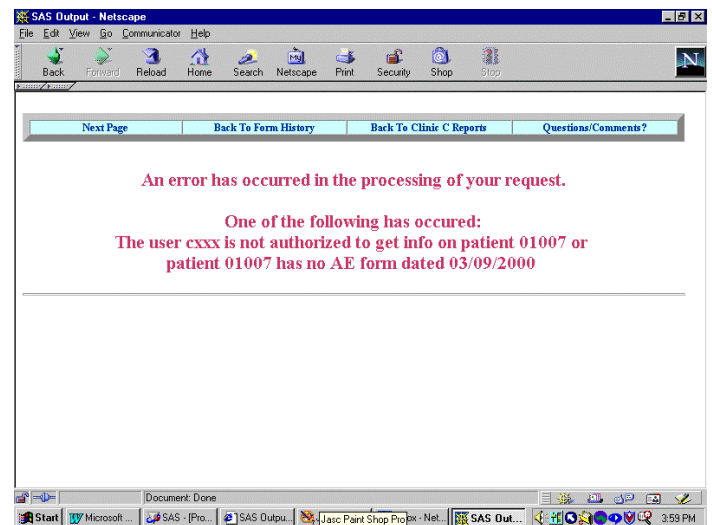 SAS Output - Netscape
File Edit View Go Communicator Help
Back Forward Reload Home Search Netscape Print Security Shop Stop
My
N
Next Page Back To Form History Back To Clinic C Reports Questions/Comments?
An error has occurred in the processing of your request.
One of the following has occured:
The user cxxx is not authorized to get info on patient 01007 or
patient 01007 has no AE form dated 03/09/2000
Document: Done
Start Microsoft ... SAS - [Pro... SAS Outpu... Jasc Paint Shop Pro ox - Net... SAS Out... 3:59 PM